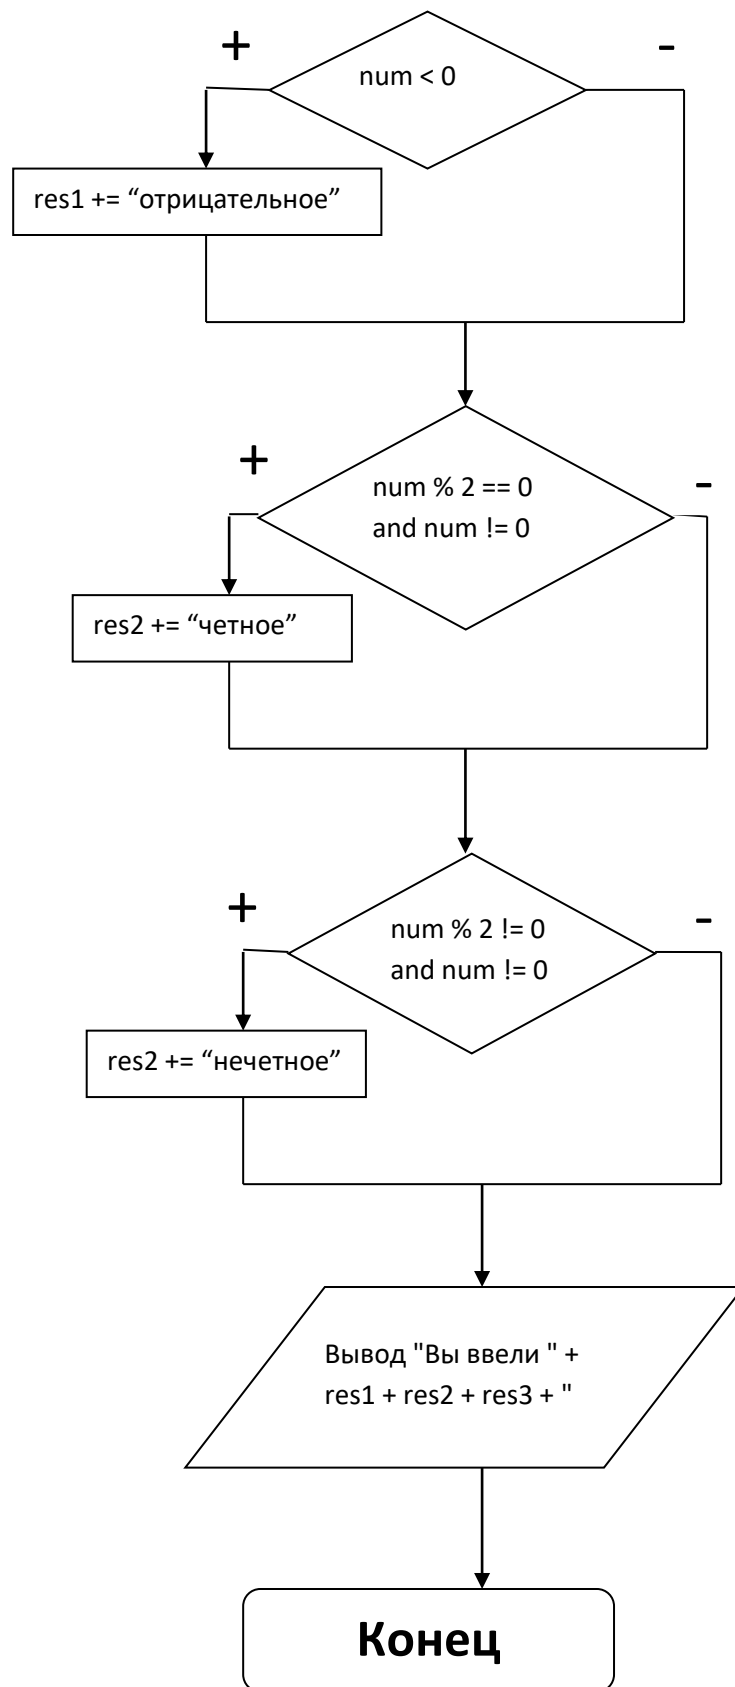 +
-
num < 0
res1 += “отрицательное”
+
-
num % 2 == 0
and num != 0
res2 += “четное”
+
-
num % 2 != 0
and num != 0
res2 += “нечетное”
Вывод "Вы ввели " +
res1 + res2 + res3 + "
Конец